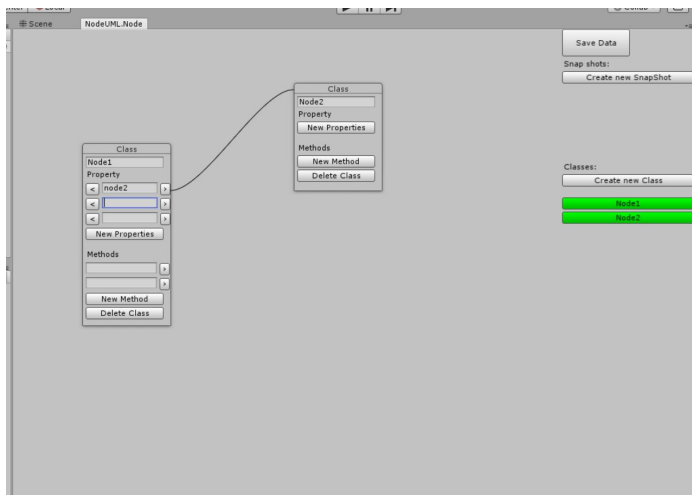 Scene
NodeUML.Node
Save Data
Snap shots:
Create new SnapShot
Class
Node2
Property
New Properties
Methods
New Method
Delete Class
Class
Node1
Property
< node2 >
< >
< >
New Properties
Methods
>
>
New Method
Delete Class
Classes:
Create new Class
Node1
Node2